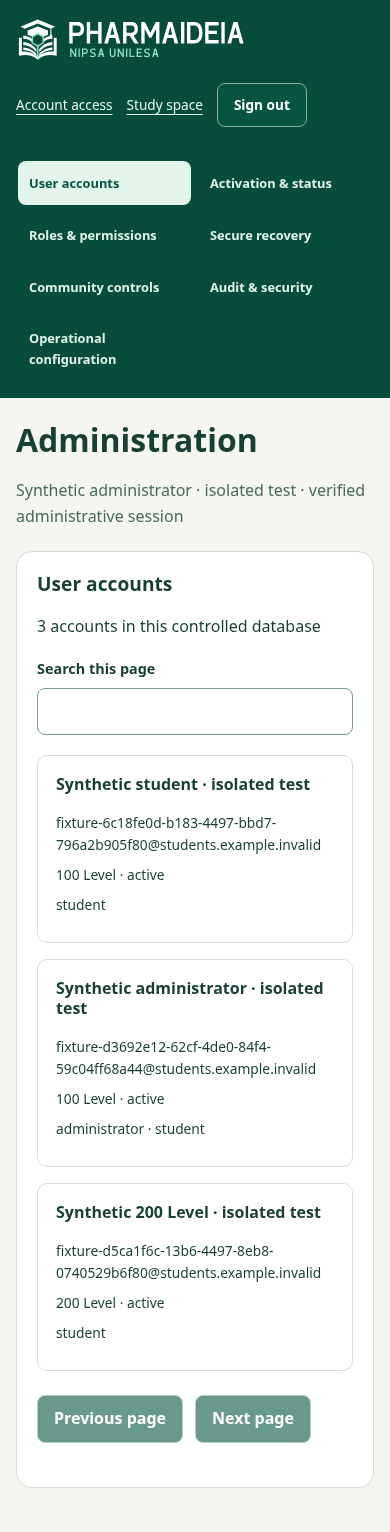 PHARMAIDEIA
NIPSA UNILESA
Account access Study space Sign out
User accounts Activation & status
Roles & permissions Secure recovery
Community controls Audit & security
Operational
configuration
Administration
Synthetic administrator · isolated test · verified
administrative session
User accounts
3 accounts in this controlled database
Search this page
Synthetic student · isolated test
fixture-6c18fe0d-b183-4497-bbd7-
796a2b905f80@students.example.invalid
100 Level · active
student
Synthetic administrator · isolated
test
fixture-d3692e12-62cf-4de0-84f4-
59c04ff68a44@students.example.invalid
100 Level · active
administrator · student
Synthetic 200 Level · isolated test
fixture-d5ca1f6c-13b6-4497-8eb8-
0740529b6f80@students.example.invalid
200 Level · active
student
Previous page Next page